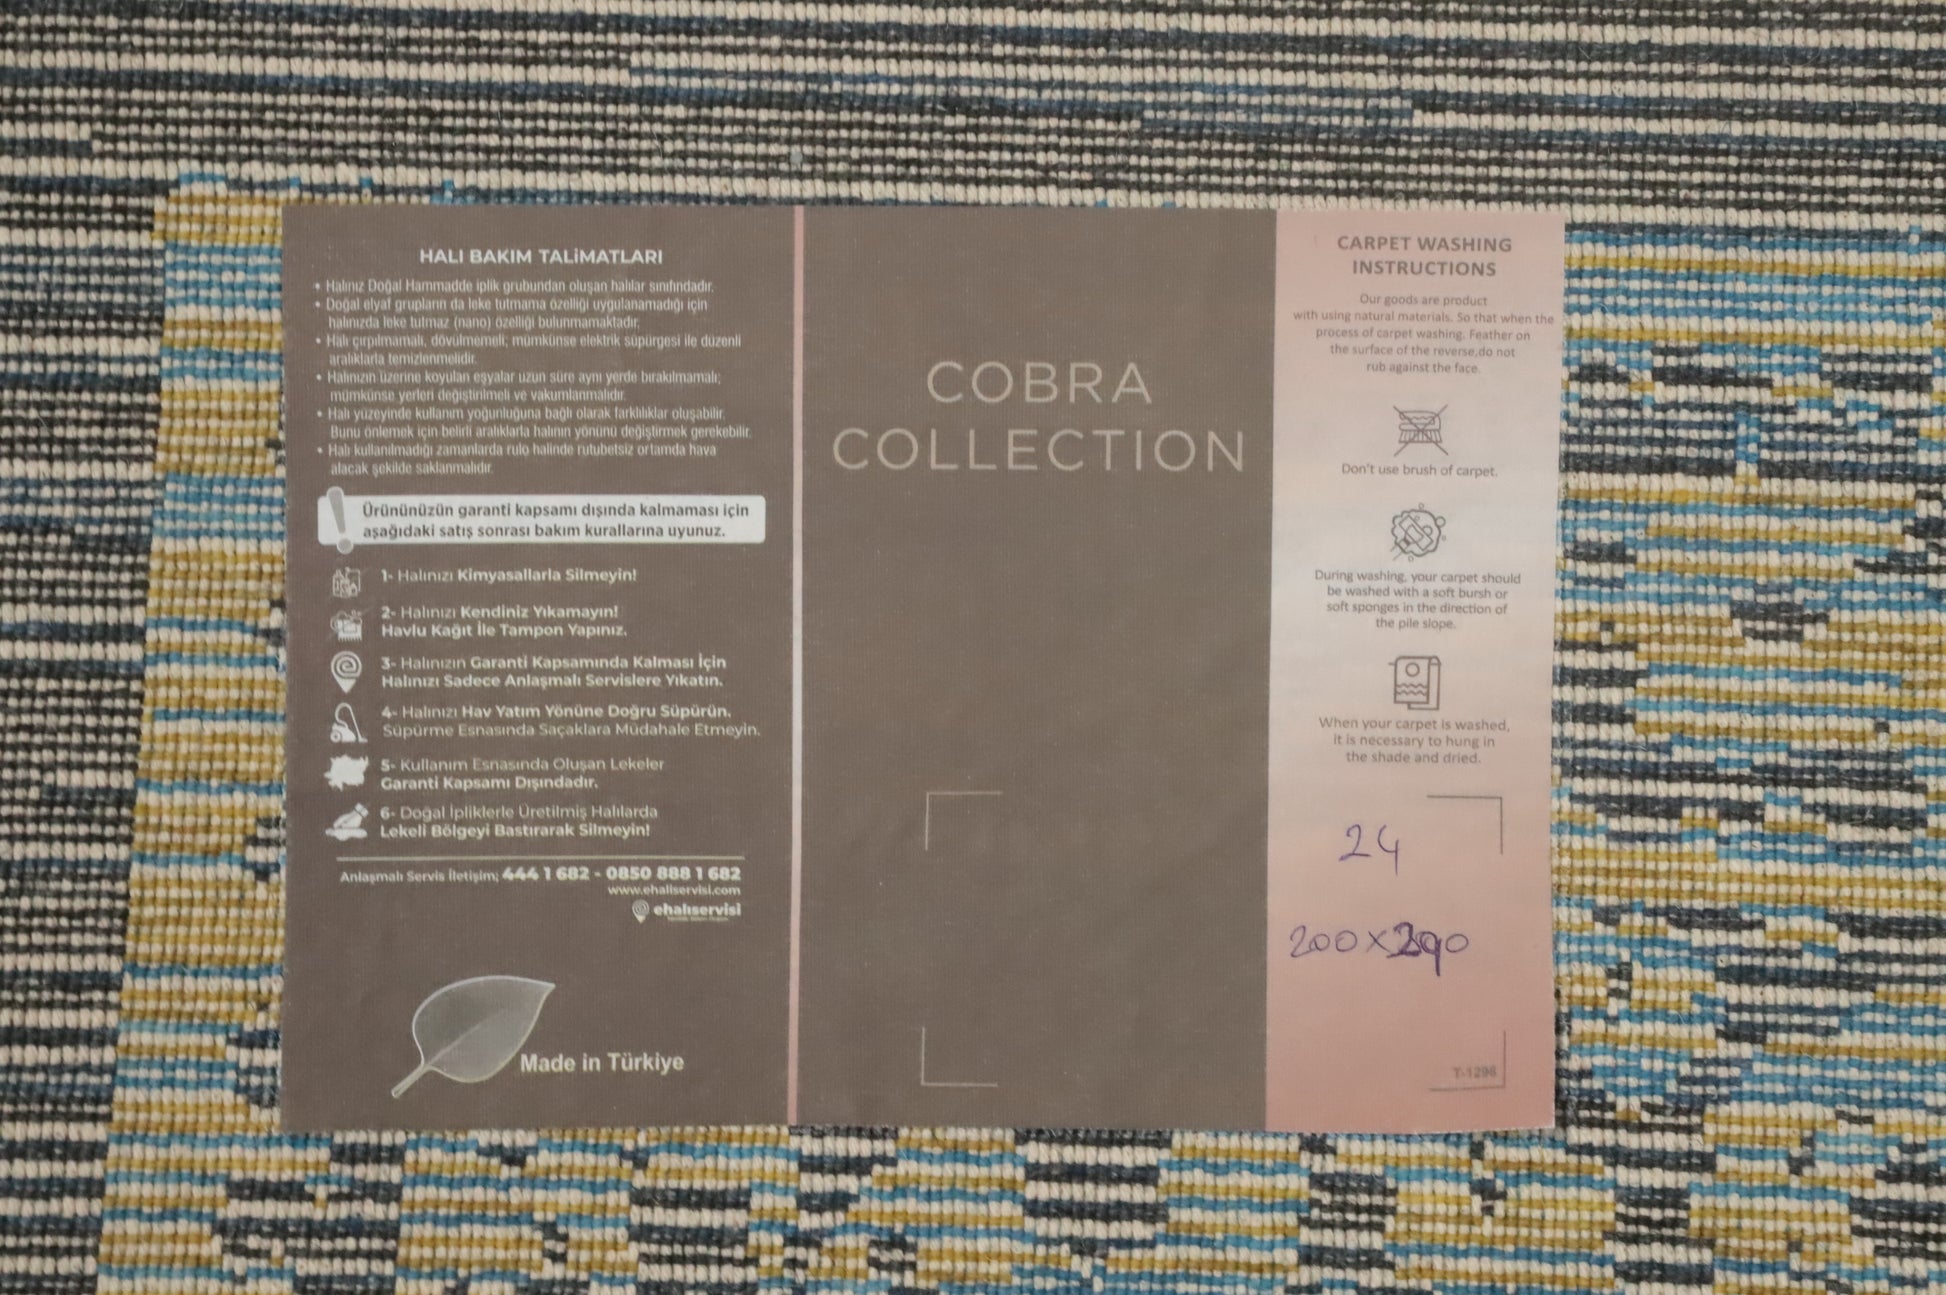 HALI BAKIM TALİMATLARI
• Halınız Doğal Hammadde iplik grubundan oluşan halılar sınıfındadır.
• Doğal elyaf grupların da leke tutmama özelliği uygulanamadığı için
halınızda leke tutmaz (nano) özelliği bulunmamaktadır.
• Halı çırpılmamalı, dövülmemeli; mümkünse elektrik süpürgesi ile düzenli
aralıklarla temizlenmelidir.
• Halınızın üzerine koyulan eşyalar uzun süre aynı yerde bırakılmamalı;
mümkünse yerleri değiştirilmeli ve vakumlanmalıdır.
• Halı yüzeyinde kullanım yoğunluğuna bağlı olarak farklılıklar oluşabilir.
Bunu önlemek için belirli aralıklarla halının yönünü değiştirmek gerekebilir.
• Halı kullanılmadığı zamanlarda rulo halinde rutubetsiz ortamda hava
alacak şekilde saklanmalıdır.
Ürününüzün garanti kapsamı dışında kalmaması için
aşağıdaki satış sonrası bakım kurallarına uyunuz.
1- Halınızı Kimyasallarla Silmeyin!
2- Halınızı Kendiniz Yıkamayın!
Havlu Kağıt İle Tampon Yapınız.
3- Halınızın Garanti Kapsamında Kalması İçin
Halınızı Sadece Anlaşmalı Servislere Yıkatın.
4- Halınızı Hav Yatım Yönüne Doğru Süpürün.
Süpürme Esnasında Saçaklara Müdahale Etmeyin.
5- Kullanım Esnasında Oluşan Lekeler
Garanti Kapsamı Dışındadır.
6- Doğal İpliklerle Üretilmiş Halılarda
Lekeli Bölgeyi Bastırarak Silmeyin!
Anlaşmalı Servis İletişim; 444 1 682 - 0850 888 1 682
www.ehaliservisi.com
ehalıservisi
Made in Türkiye
COBRA
COLLECTION
CARPET WASHING
INSTRUCTIONS
Our goods are product
with using natural materials. So that when the
process of carpet washing. Feather on
the surface of the reverse,do not
rub against the face.
Don't use brush of carpet.
During washing, your carpet should
be washed with a soft bursh or
soft sponges in the direction of
the pile slope.
When your carpet is washed,
it is necessary to hung in
the shade and dried.
24
200x290
T-1296